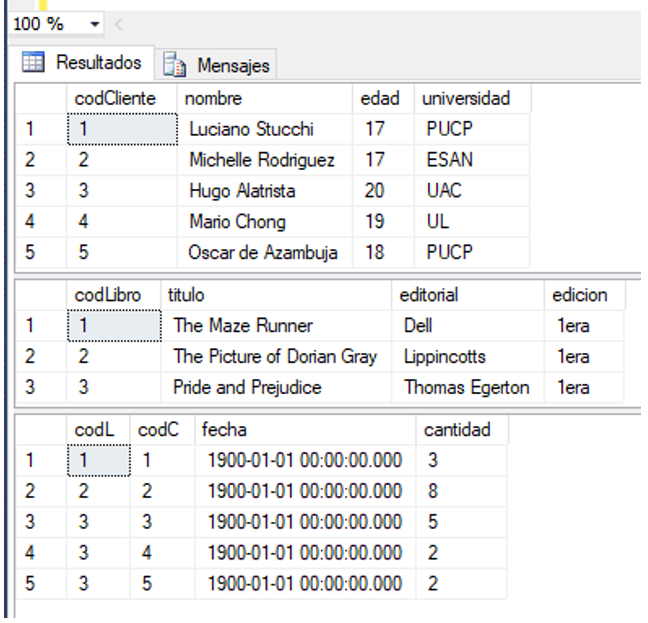 100 %
Resultados Mensajes
codCliente nombre edad universidad
1 1 Luciano Stucchi 17 PUCP
2 2 Michelle Rodriguez 17 ESAN
3 3 Hugo Alatrista 20 UAC
4 4 Mario Chong 19 UL
5 5 Oscar de Azambuja 18 PUCP
codLibro titulo editorial edicion
1 1 The Maze Runner Dell 1era
2 2 The Picture of Dorian Gray Lippincotts 1era
3 3 Pride and Prejudice Thomas Egerton 1era
codL codC fecha cantidad
1 1 1 1900-01-01 00:00:00.000 3
2 2 2 1900-01-01 00:00:00.000 8
3 3 3 1900-01-01 00:00:00.000 5
4 3 4 1900-01-01 00:00:00.000 2
5 3 5 1900-01-01 00:00:00.000 2